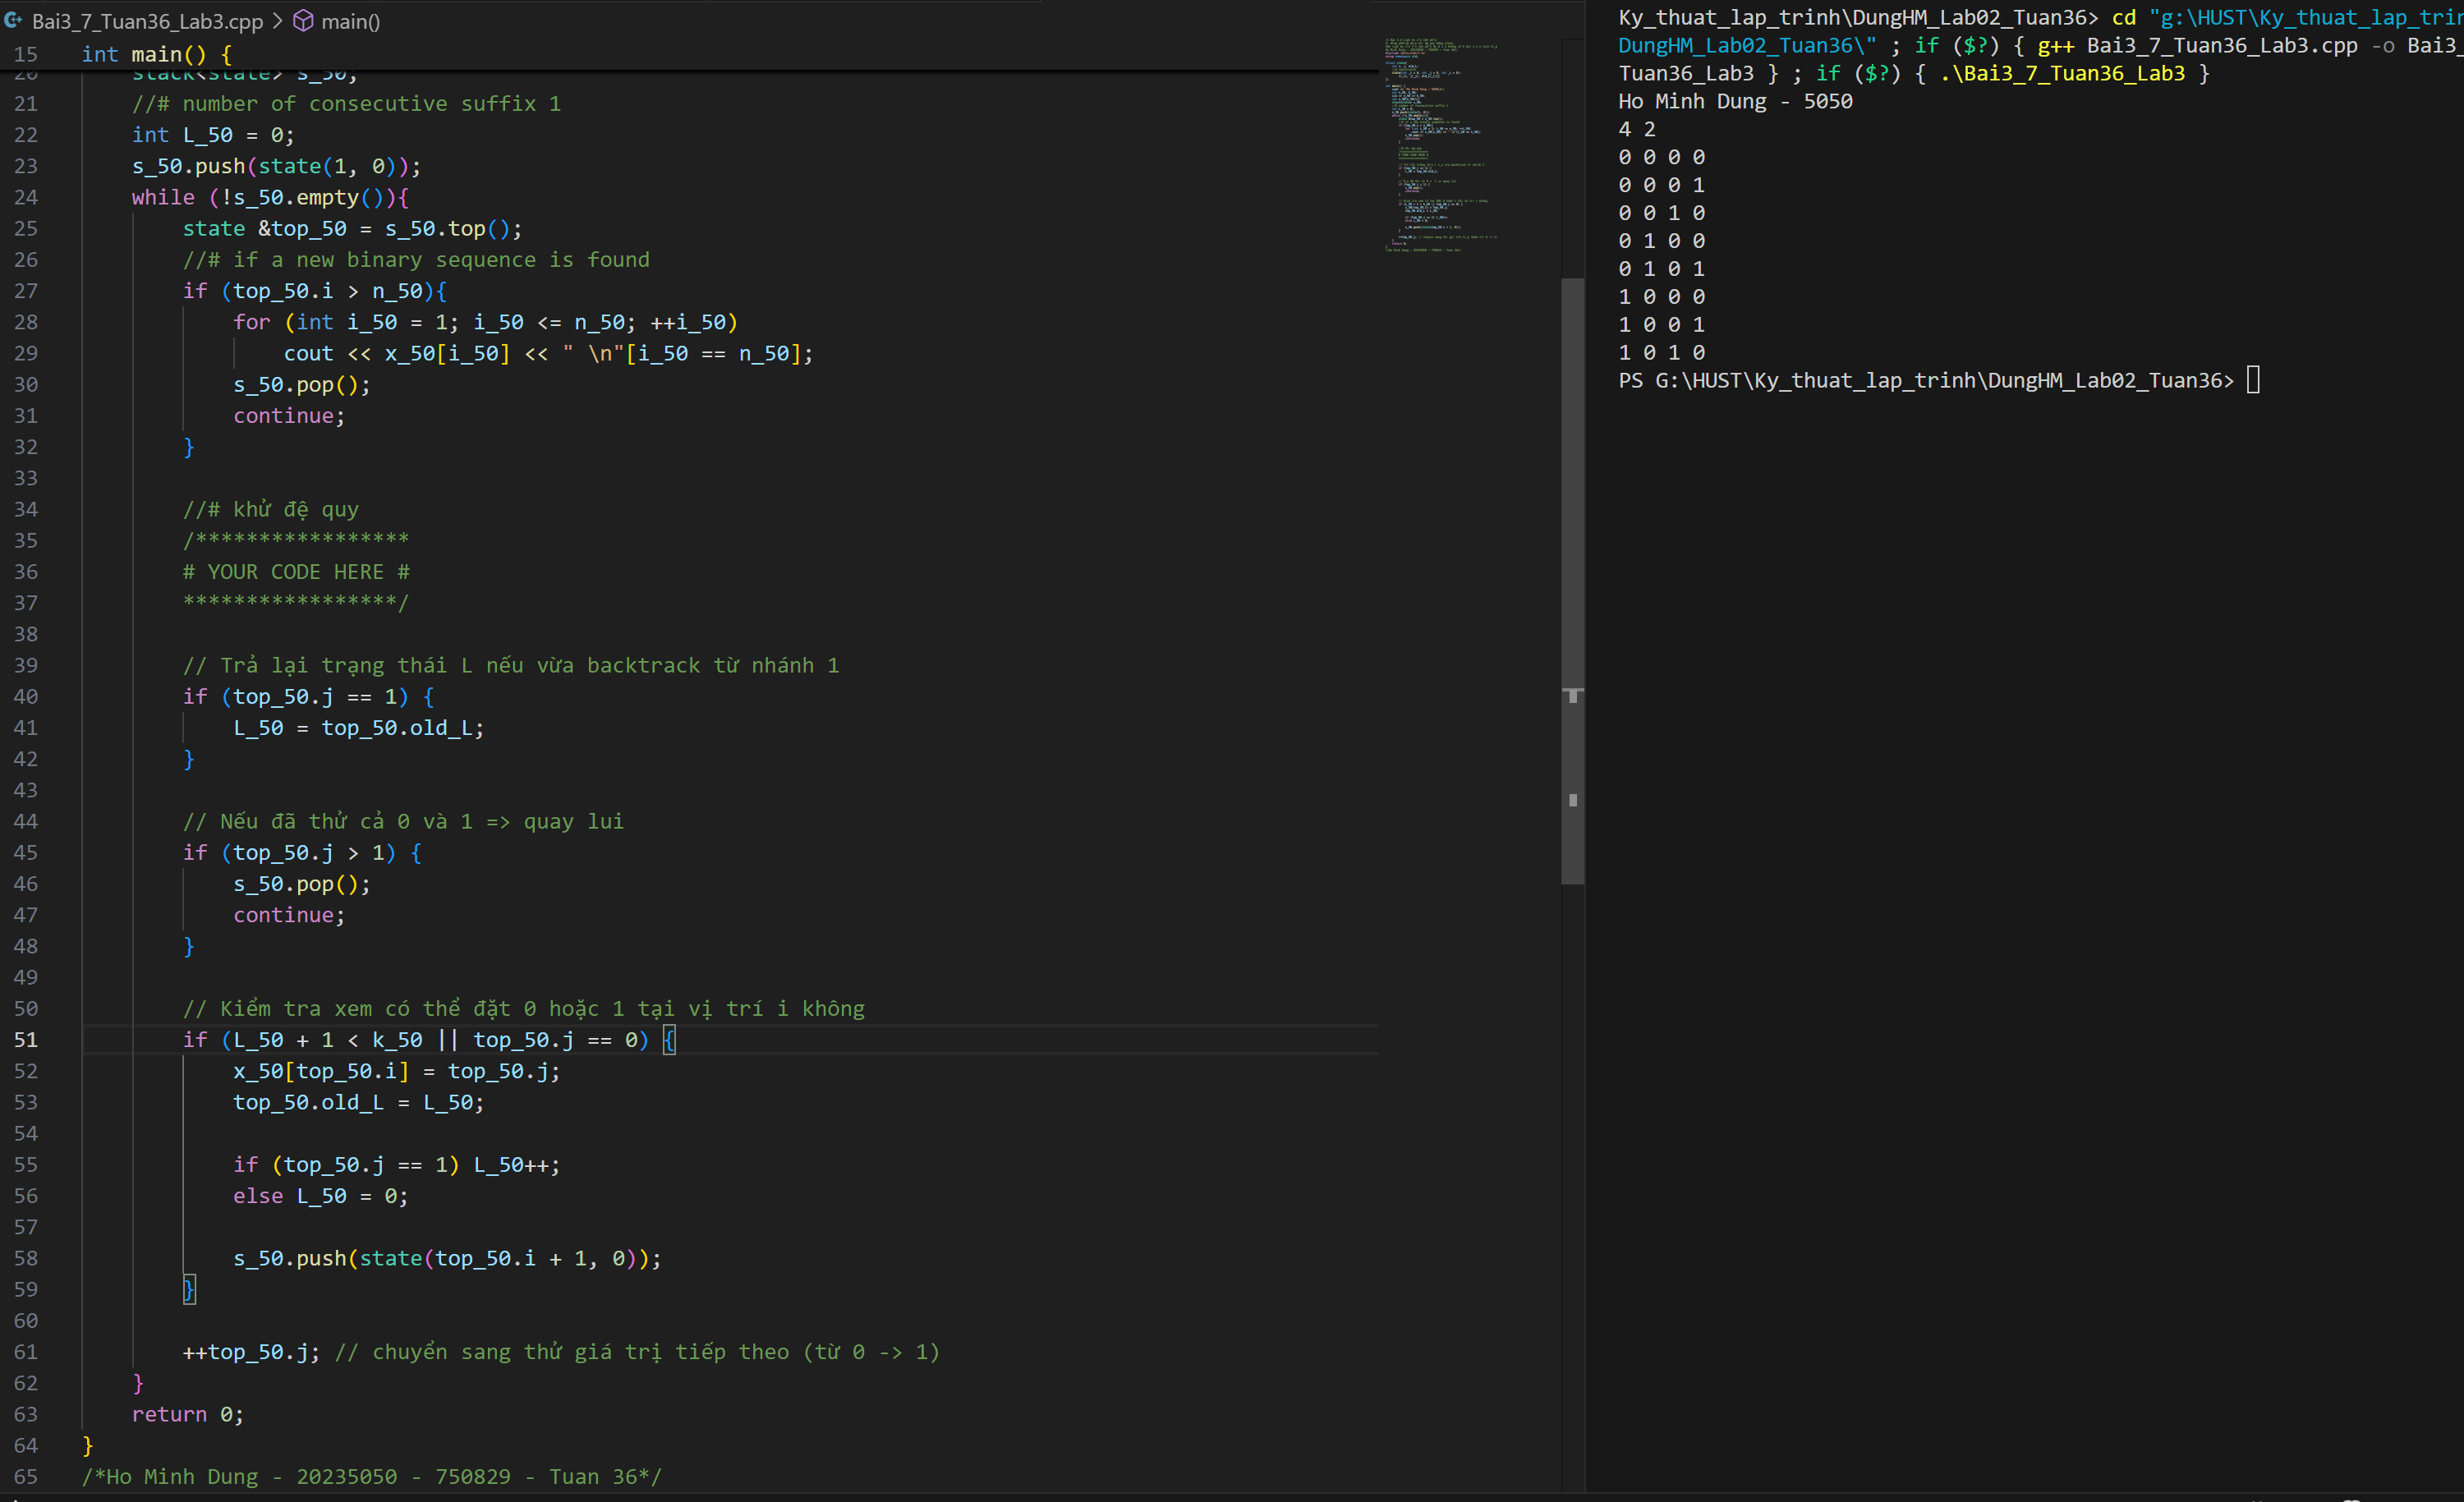 Bai3_7_Tuan36_Lab3.cpp > main()
15 int main() {
20 stack<state> s_50;
21 //# number of consecutive suffix 1
22 int L_50 = 0;
23 s_50.push(state(1, 0));
24 while (!s_50.empty()){
25 state &top_50 = s_50.top();
26 //# if a new binary sequence is found
27 if (top_50.i > n_50){
28 for (int i_50 = 1; i_50 <= n_50; ++i_50)
29 cout << x_50[i_50] << " \n"[i_50 == n_50];
30 s_50.pop();
31 continue;
32 }
33
34 //# khử đệ quy
35 /*****************
36 # YOUR CODE HERE #
37 *****************/
38
39 // Trả lại trạng thái L nếu vừa backtrack từ nhánh 1
40 if (top_50.j == 1) {
41 L_50 = top_50.old_L;
42 }
43
44 // Nếu đã thử cả 0 và 1 => quay lui
45 if (top_50.j > 1) {
46 s_50.pop();
47 continue;
48 }
49
50 // Kiểm tra xem có thể đặt 0 hoặc 1 tại vị trí i không
51 if (L_50 + 1 < k_50 || top_50.j == 0) {
52 x_50[top_50.i] = top_50.j;
53 top_50.old_L = L_50;
54
55 if (top_50.j == 1) L_50++;
56 else L_50 = 0;
57
58 s_50.push(state(top_50.i + 1, 0));
59 }
60
61 ++top_50.j; // chuyển sang thử giá trị tiếp theo (từ 0 -> 1)
62 }
63 return 0;
64 }
65 /*Ho Minh Dung - 20235050 - 750829 - Tuan 36*/
Ky_thuat_lap_trinh\DungHM_Lab02_Tuan36> cd "g:\HUST\Ky_thuat_lap_trin
DungHM_Lab02_Tuan36\" ; if ($?) { g++ Bai3_7_Tuan36_Lab3.cpp -o Bai3_
Tuan36_Lab3 } ; if ($?) { .\Bai3_7_Tuan36_Lab3 }
Ho Minh Dung - 5050
4 2
0 0 0 0
0 0 0 1
0 0 1 0
0 1 0 0
0 1 0 1
1 0 0 0
1 0 0 1
1 0 1 0
PS G:\HUST\Ky_thuat_lap_trinh\DungHM_Lab02_Tuan36>